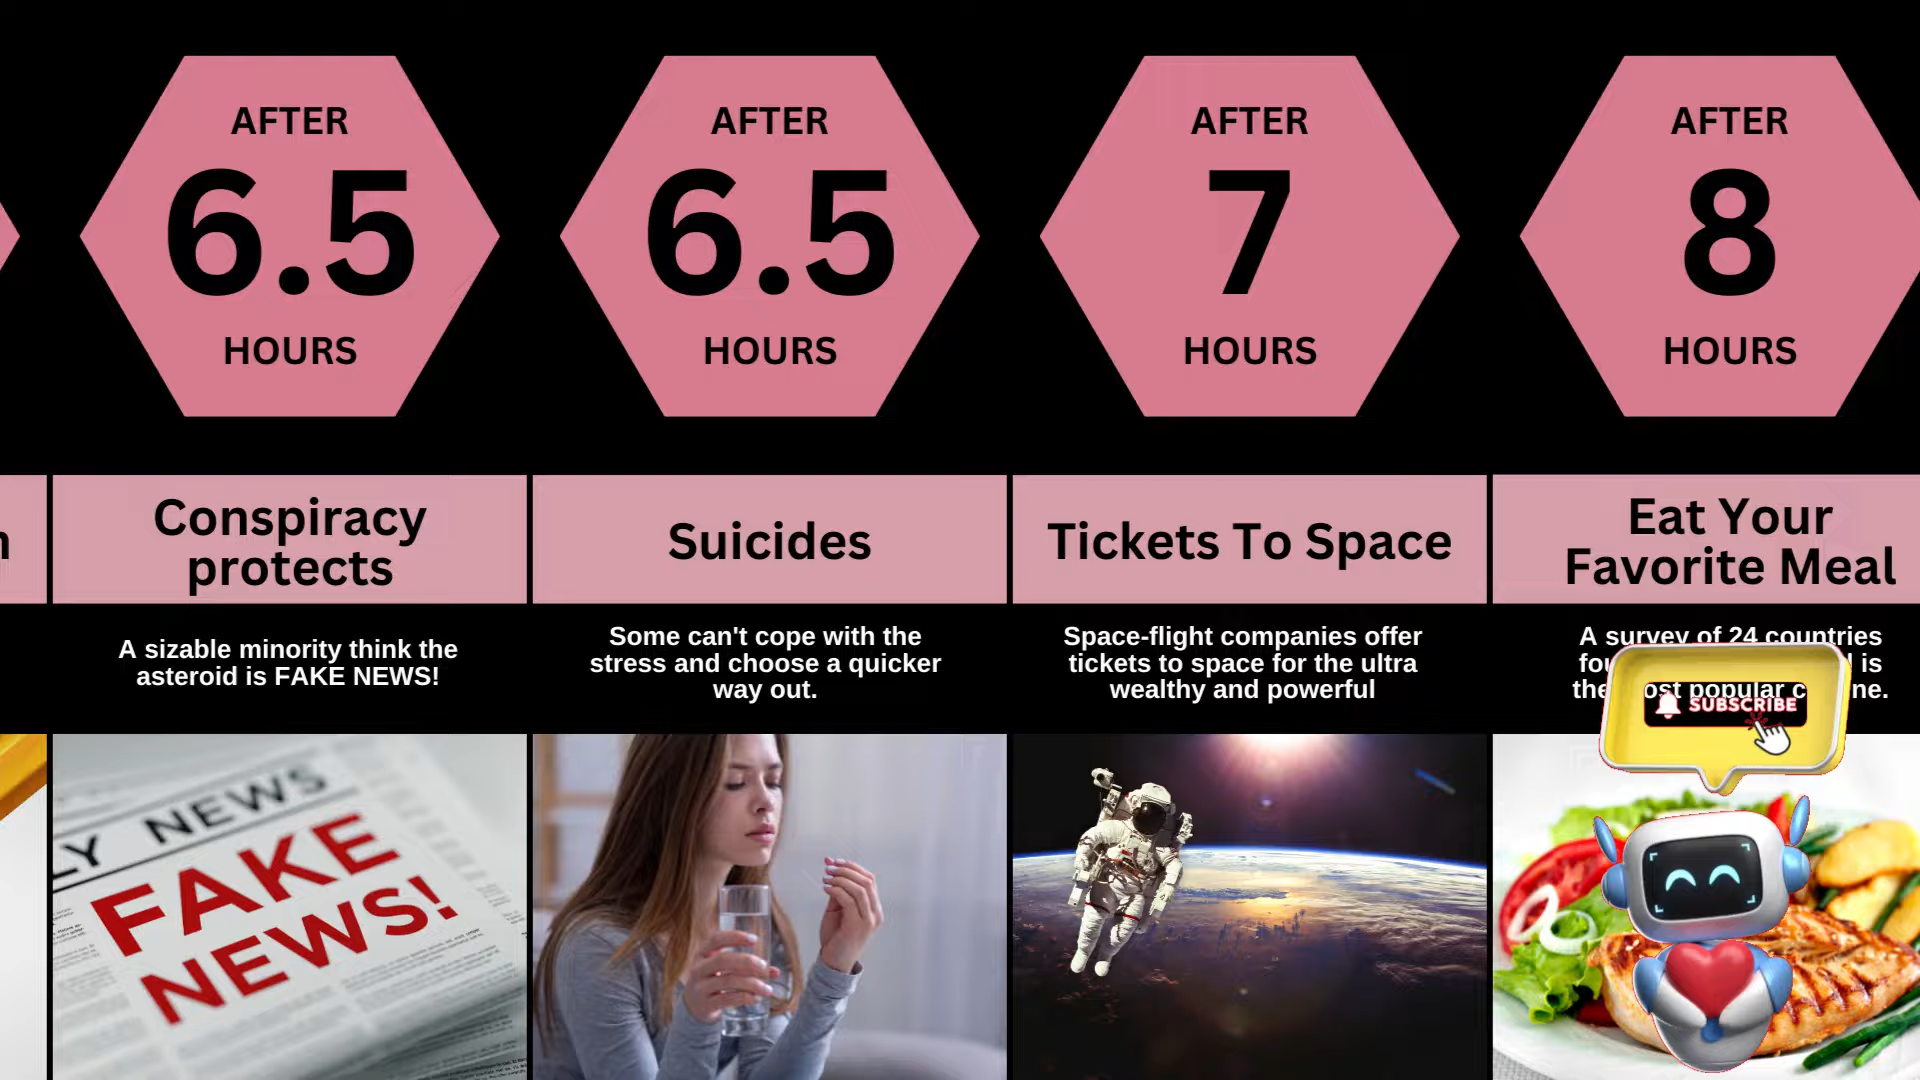 AFTER
6.5
HOURS
AFTER
6.5
HOURS
AFTER
7
HOURS
AFTER
8
HOURS
Conspiracy
protects
Suicides
Tickets To Space
Eat Your
Favorite Meal
A sizable minority think the
asteroid is FAKE NEWS!
Some can't cope with the
stress and choose a quicker
way out.
Space-flight companies offer
tickets to space for the ultra
wealthy and powerful
A survey of 24 countries
is
popular
SUBSCRIBE
LY NEWS
FAKE
NEWS!